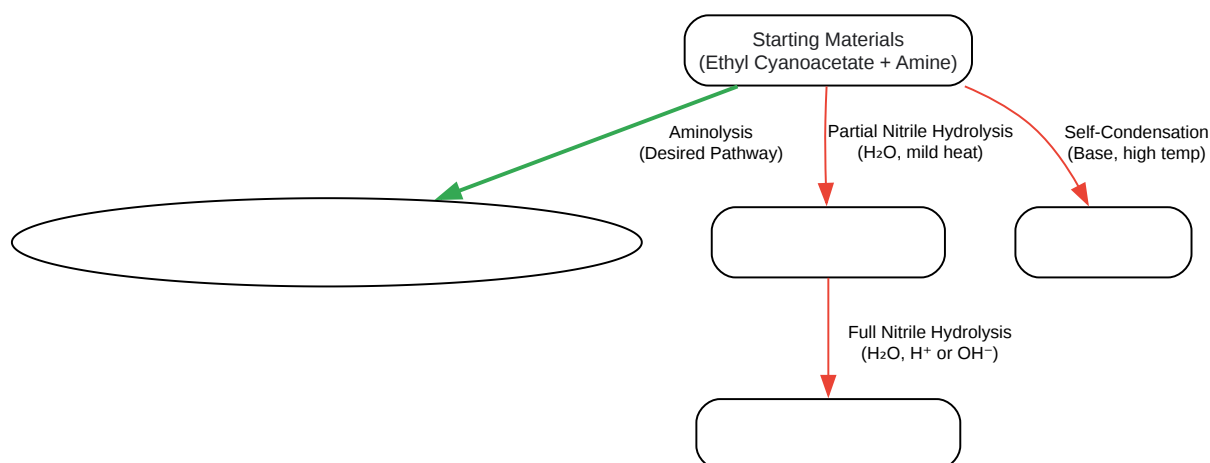 Starting Materials
(Ethyl Cyanoacetate + Amine)
Aminolysis
(Desired Pathway)
Partial Nitrile Hydrolysis
(H₂O, mild heat)
Self-Condensation
(Base, high temp)
Full Nitrile Hydrolysis
(H₂O, H⁺ or OH⁻)